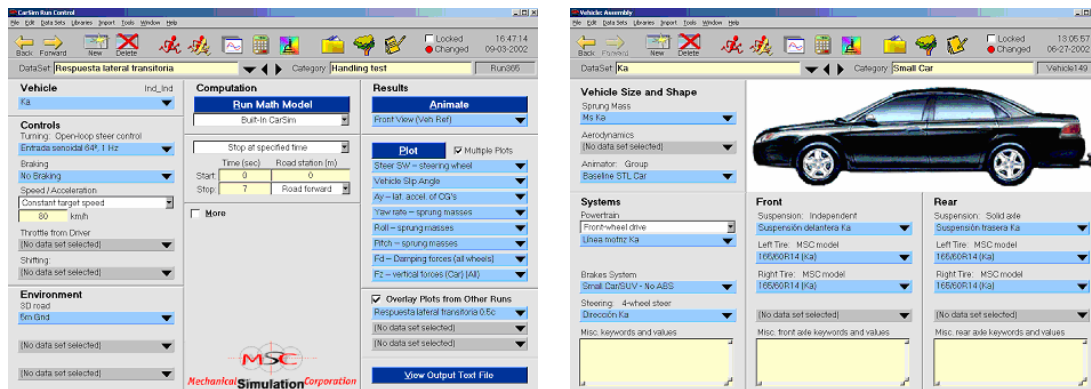 CarSim Run Control
File Edit Data Sets Libraries Import Tools Window Help
Back Forward New Delete Locked Changed 16:47:14 09-03-2002
DataSet Respuesta lateral transitoria Category Handling test Run365
Vehicle Ind_Ind
Ka
Controls
Turning: Open-loop steer control
Entrada senoidal 64º, 1 Hz
Braking
No Braking
Speed / Acceleration
Constant target speed
80 km/h
Throttle from Driver
(No data set selected)
Shifting:
(No data set selected)
Environment
3D road
5m Gnd
(No data set selected)
(No data set selected)
Computation
Run Math Model
Built-In CarSim
Stop at specified time
Time (sec) Road station (m)
Start: 0 0
Stop: 7 Road forward
More
MSC
Mechanical Simulation Corporation
Results
Animate
Front View (Veh Ref)
Plot Multiple Plots
Steer SW – steering wheel
Vehicle Slip Angle
Ay – lat. accel. of CG's
Yaw rate – sprung masses
Roll – sprung masses
Pitch – sprung masses
Fd – Damping forces (all wheels)
Fz – vertical forces (Car) (All)
Overlay Plots from Other Runs
Respuesta lateral transitoria 0.5c
(No data set selected)
(No data set selected)
View Output Text File
Vehicle: Assembly
File Edit Data Sets Libraries Import Tools Window Help
Back Forward New Delete Locked Changed 13:05:57 06-27-2002
DataSet Ka Category Small Car Vehicle149
Vehicle Size and Shape
Sprung Mass
Ms Ka
Aerodynamics
(No data set selected)
Animator: Group
Baseline STL Car
Systems
Powertrain
Front-wheel drive
Línea motriz Ka
Brakes System
Small Car/SUV - No ABS
Steering: 4-wheel steer
Dirección Ka
Misc. keywords and values
Front
Suspension: Independent
Suspensión delantera Ka
Left Tire: MSC model
165/60R14 (Ka)
Right Tire: MSC model
165/60R14 (Ka)
(No data set selected)
Misc. front axle keywords and values
Rear
Suspension: Solid axle
Suspensión trasera Ka
Left Tire: MSC model
165/60R14 (Ka)
Right Tire: MSC model
165/60R14 (Ka)
(No data set selected)
Misc. rear axle keywords and values